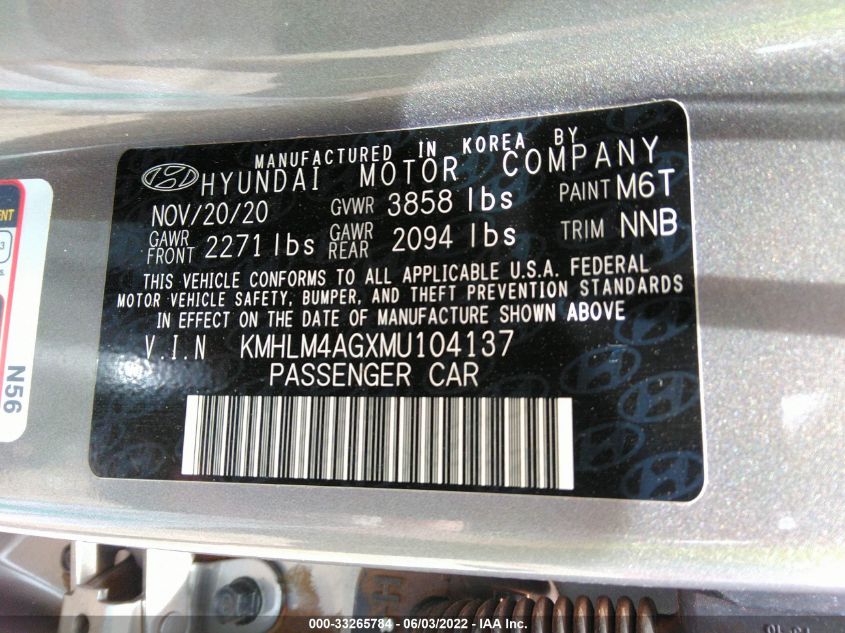 MANUFACTURED IN KOREA BY
HYUNDAI MOTOR COMPANY
NOV/20/20 GVWR 3858 lbs PAINT M6T
GAWR FRONT 2271 lbs GAWR REAR 2094 lbs TRIM NNB
THIS VEHICLE CONFORMS TO ALL APPLICABLE U.S.A. FEDERAL
MOTOR VEHICLE SAFETY, BUMPER, AND THEFT PREVENTION STANDARDS
IN EFFECT ON THE DATE OF MANUFACTURE SHOWN ABOVE
V.I.N KMHLM4AGXMU104137
PASSENGER CAR
N56
000-33265784 - 06/03/2022 - IAA Inc.